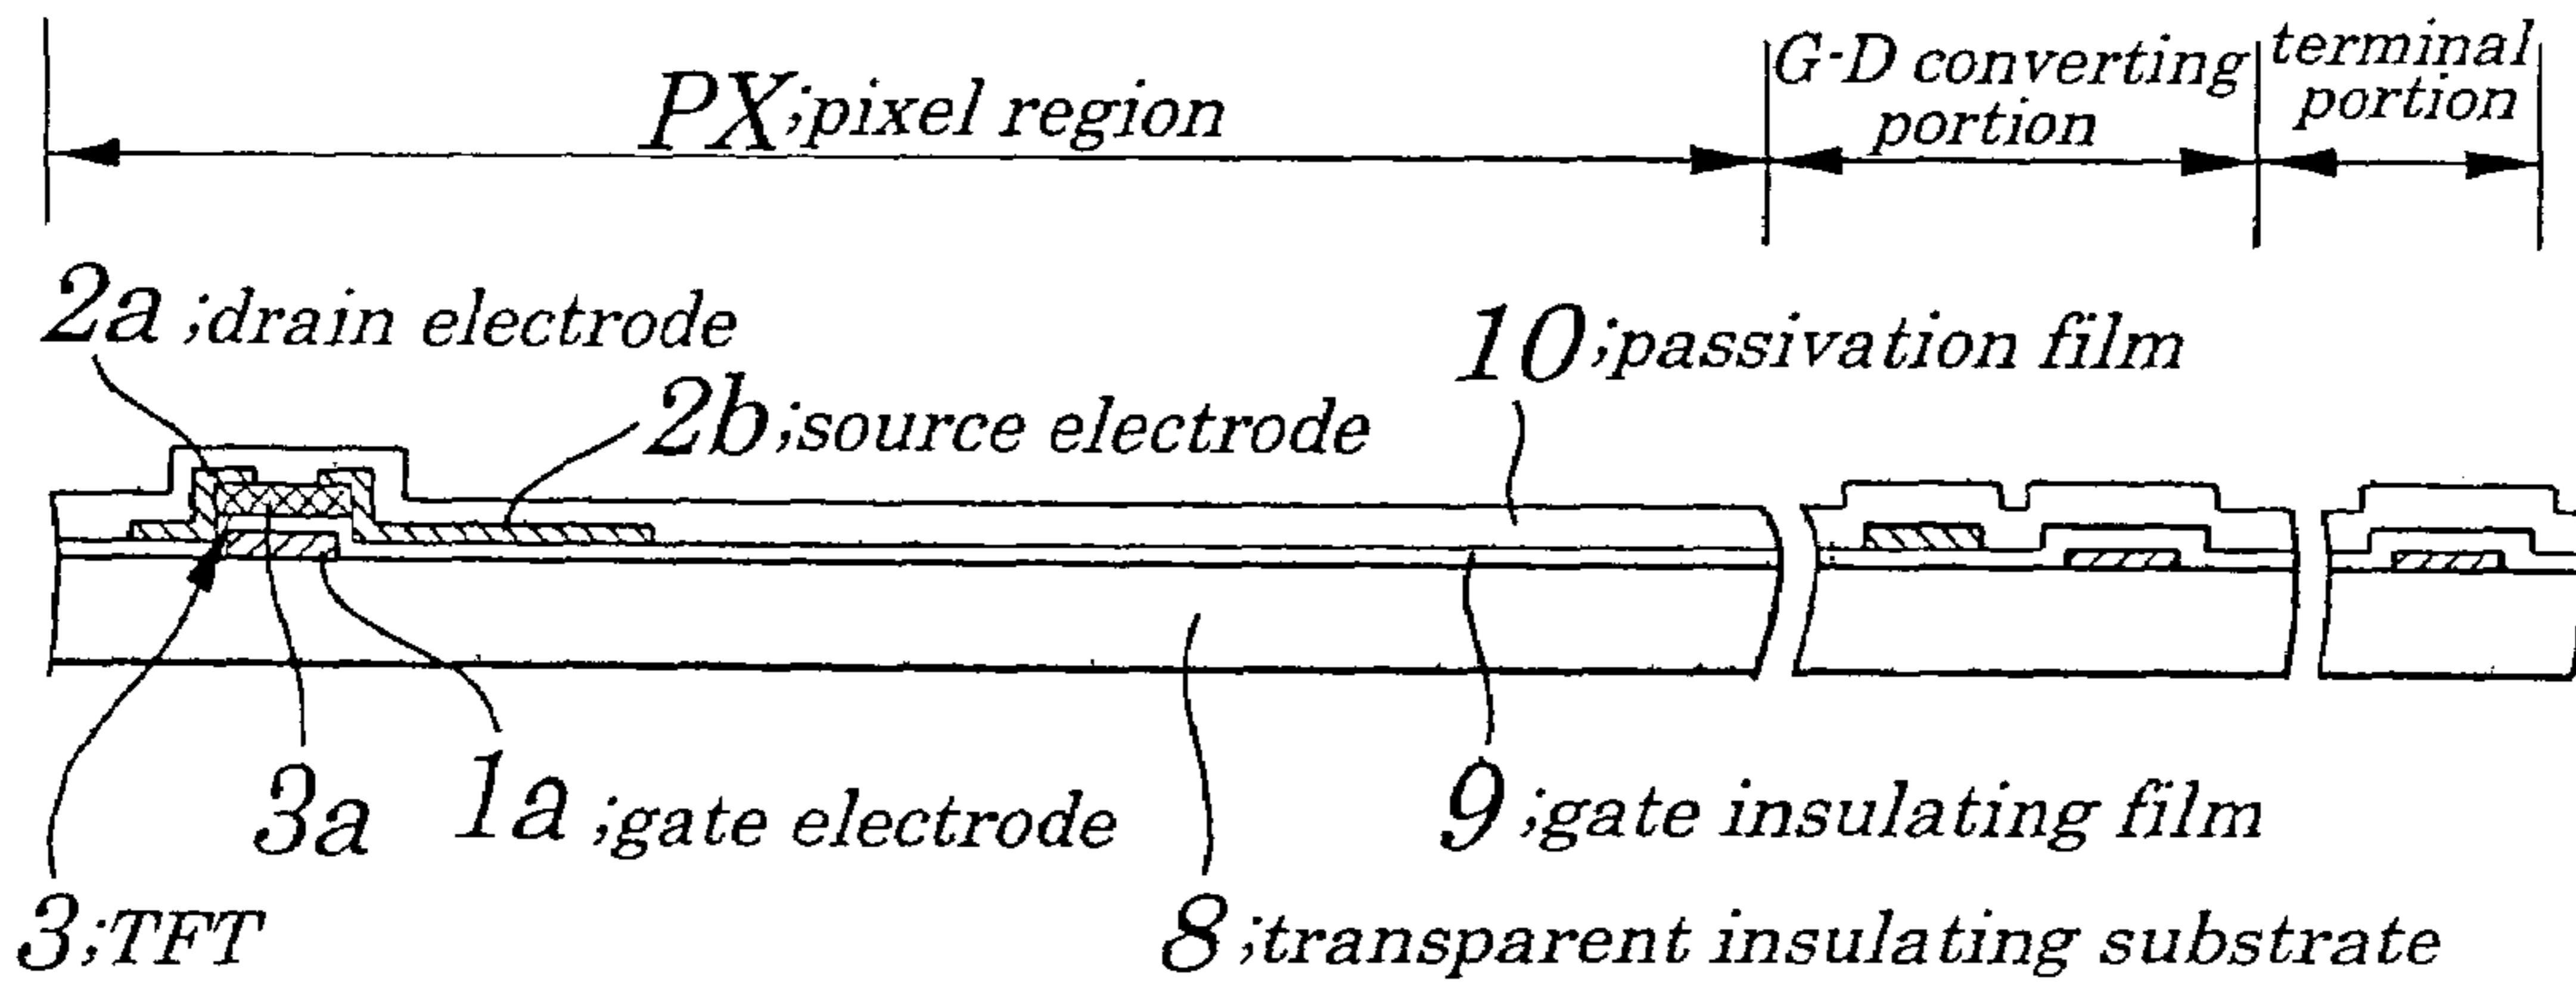 PX;pixel region
G-D converting
portion
terminal
portion
2a ;drain electrode
2b;source electrode
10;passivation film
3a
1a ;gate electrode
9;gate insulating film
3;TFT
8;transparent insulating substrate